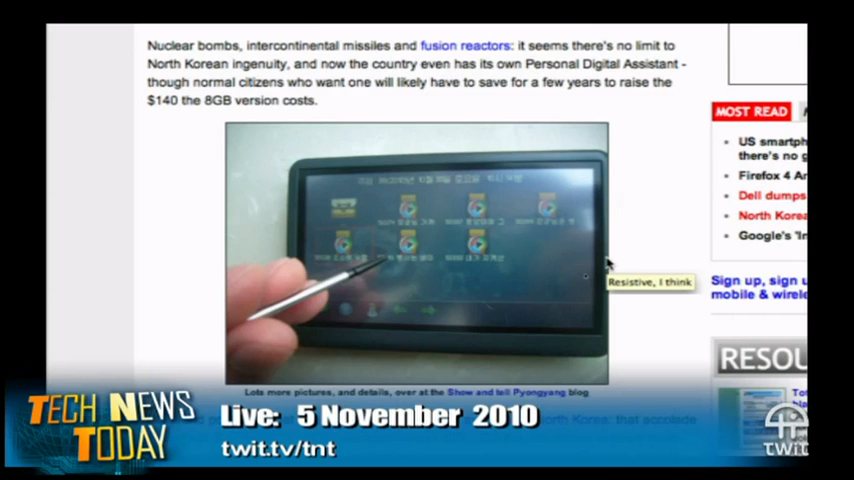 Nuclear bombs, intercontinental missiles and fusion reactors: it seems there's no limit to
North Korean ingenuity, and now the country even has its own Personal Digital Assistant -
though normal citizens who want one will likely have to save for a few years to raise the
$140 the 8GB version costs.
MOST READ
US smartph
there's no g
Firefox 4 Ar
Dell dumps
North Korea
Google's 'In
Resistive, I think
Sign up, sign u
mobile & wirele
RESOU
Lots more pictures, and details, over at the Show and tell Pyongyang blog
North Korea: that accolade
TECH NEWS
TODAY
Live: 5 November 2010
twit.tv/tnt
TWiT